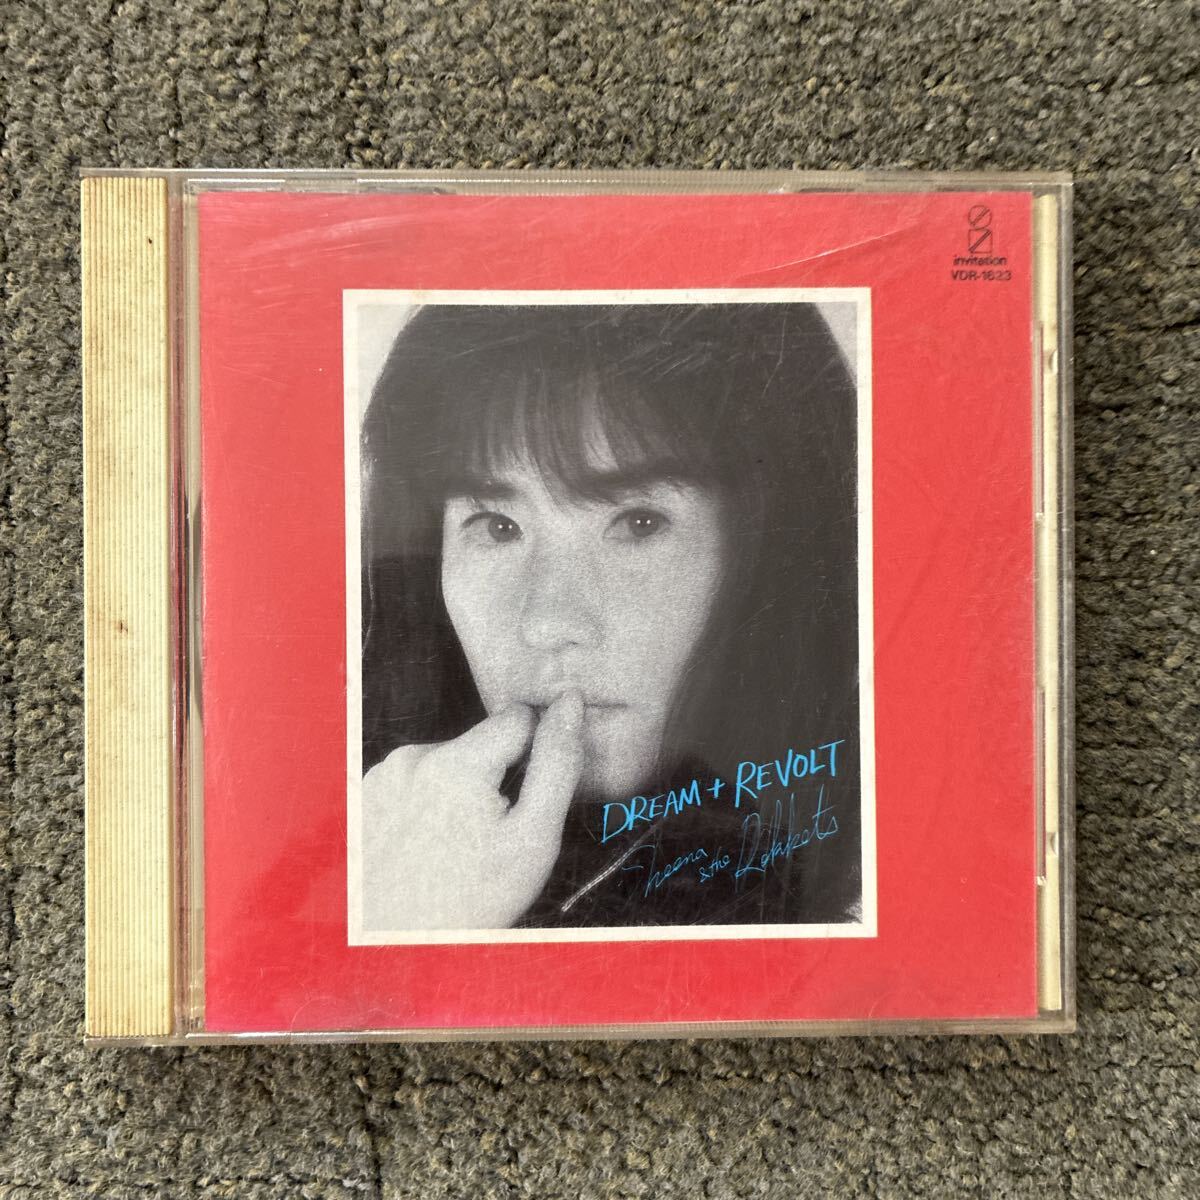 invitation
VDR-1623
DREAM + REVOLT
Sheena
& the Rokkets